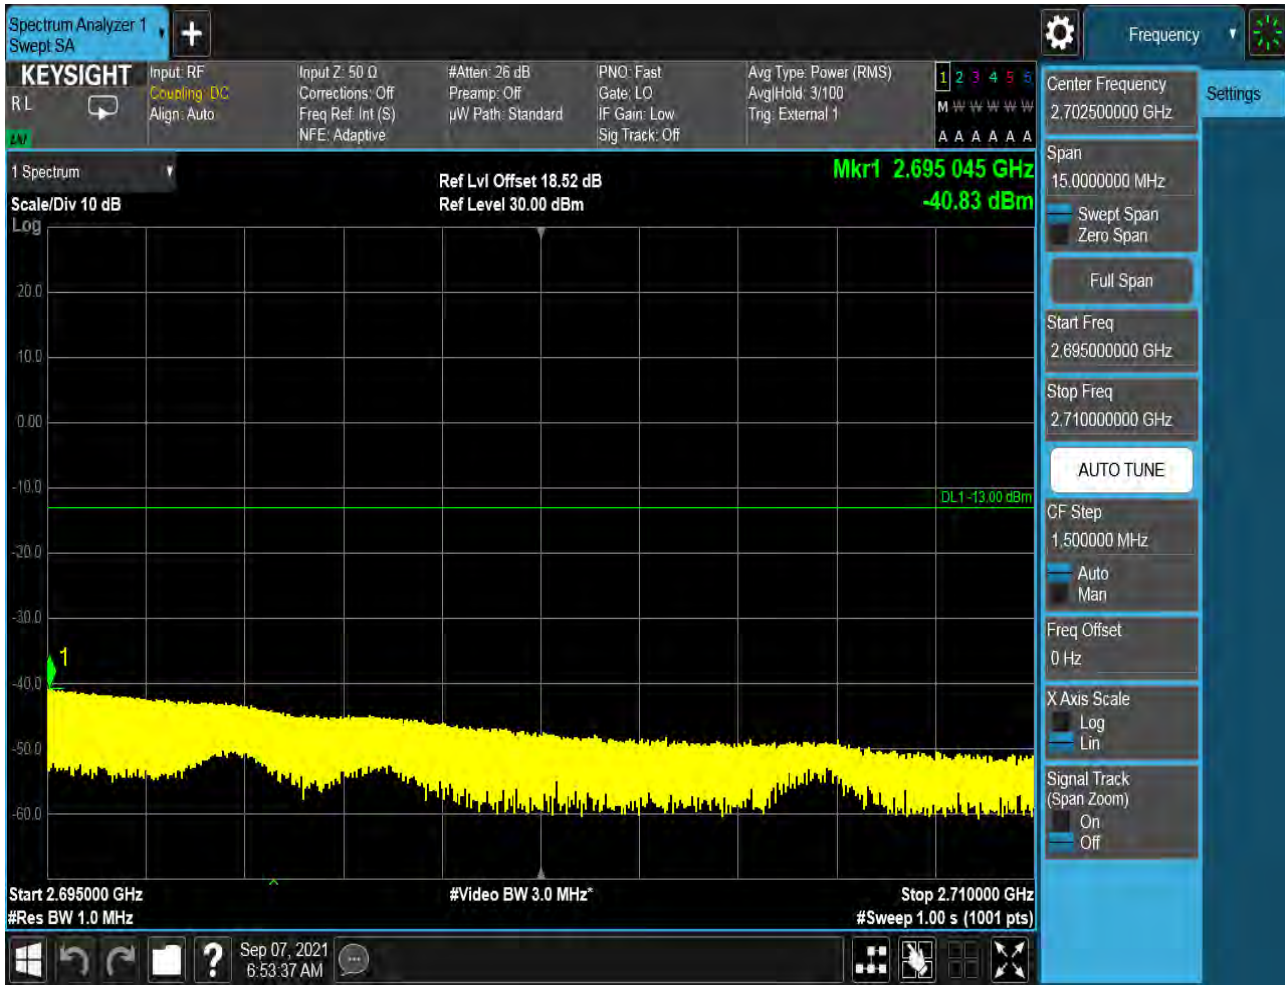 Spectrum Analyzer 1
Swept SA
Frequency
KEYSIGHT
R L
Input: RF
Coupling: DC
Align: Auto
Input Z: 50 Ω
Corrections: Off
Freq Ref: Int (S)
NFE: Adaptive
#Atten: 26 dB
Preamp: Off
µW Path: Standard
PNO: Fast
Gate: LO
IF Gain: Low
Sig Track: Off
Avg Type: Power (RMS)
Avg|Hold: 3/100
Trig: External 1
1 2 3 4 5 6
M W W W W W
A A A A A A
1 Spectrum
Scale/Div 10 dB
Log
Ref Lvl Offset 18.52 dB
Ref Level 30.00 dBm
Mkr1 2.695 045 GHz
-40.83 dBm
20.0
10.0
0.00
-10.0
-20.0
-30.0
-40.0
-50.0
-60.0
DL1 -13.00 dBm
1
Start 2.695000 GHz
#Res BW 1.0 MHz
#Video BW 3.0 MHz*
Stop 2.710000 GHz
#Sweep 1.00 s (1001 pts)
Sep 07, 2021
6:53:37 AM
Center Frequency
2.702500000 GHz
Settings
Span
15.0000000 MHz
Swept Span
Zero Span
Full Span
Start Freq
2.695000000 GHz
Stop Freq
2.710000000 GHz
AUTO TUNE
CF Step
1.500000 MHz
Auto
Man
Freq Offset
0 Hz
X Axis Scale
Log
Lin
Signal Track
(Span Zoom)
On
Off